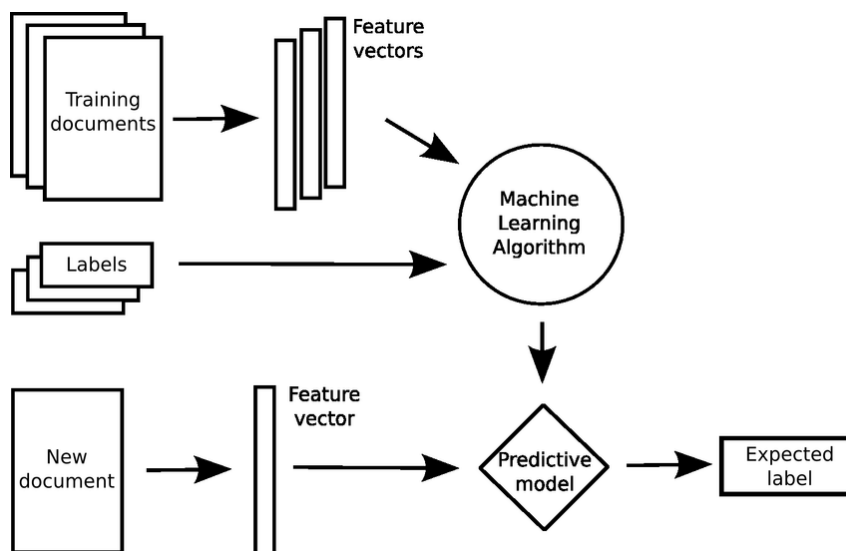 Feature
vectors
Training
documents
Machine
Learning
Algorithm
Labels
Feature
vector
New
document
Predictive
model
Expected
label